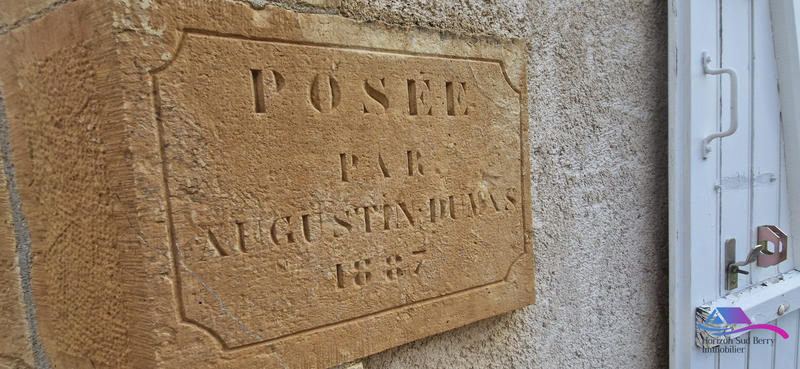 POSÉE
PAR
AUGUSTIN DUMAS
1887
Horizon Sud Berry
Immobilier